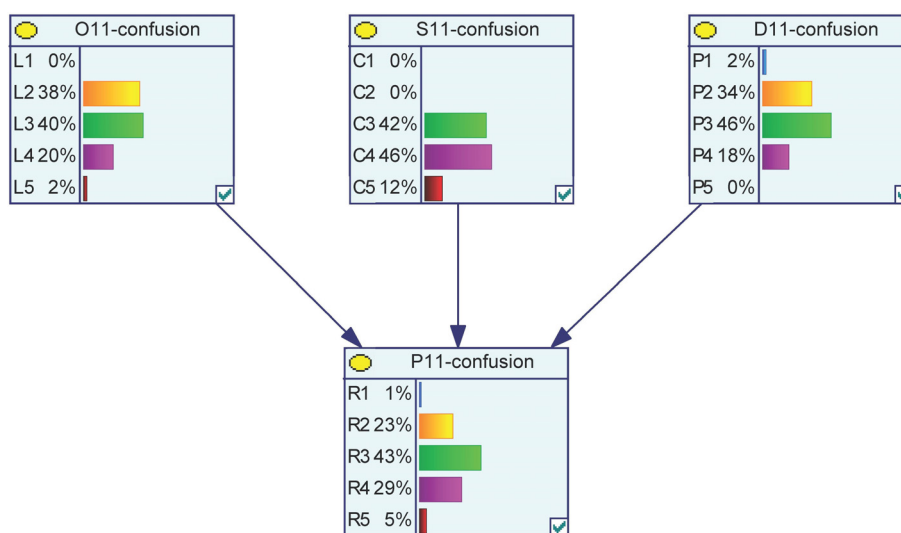 O11-confusion
L1 0%
L2 38%
L3 40%
L4 20%
L5 2%
S11-confusion
C1 0%
C2 0%
C3 42%
C4 46%
C5 12%
D11-confusion
P1 2%
P2 34%
P3 46%
P4 18%
P5 0%
P11-confusion
R1 1%
R2 23%
R3 43%
R4 29%
R5 5%